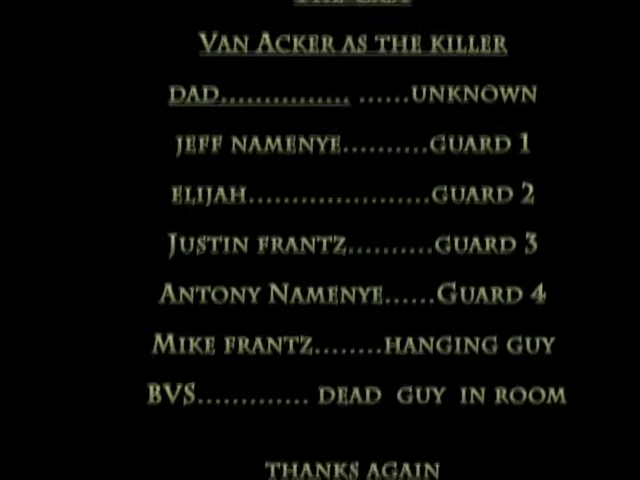 VAN ACKER AS THE KILLER
DAD............... ......UNKNOWN
JEFF NAMENYE..........GUARD 1
ELIJAH.....................GUARD 2
JUSTIN FRANTZ..........GUARD 3
ANTONY NAMENYE......GUARD 4
MIKE FRANTZ........HANGING GUY
BVS............. DEAD GUY IN ROOM
THANKS AGAIN